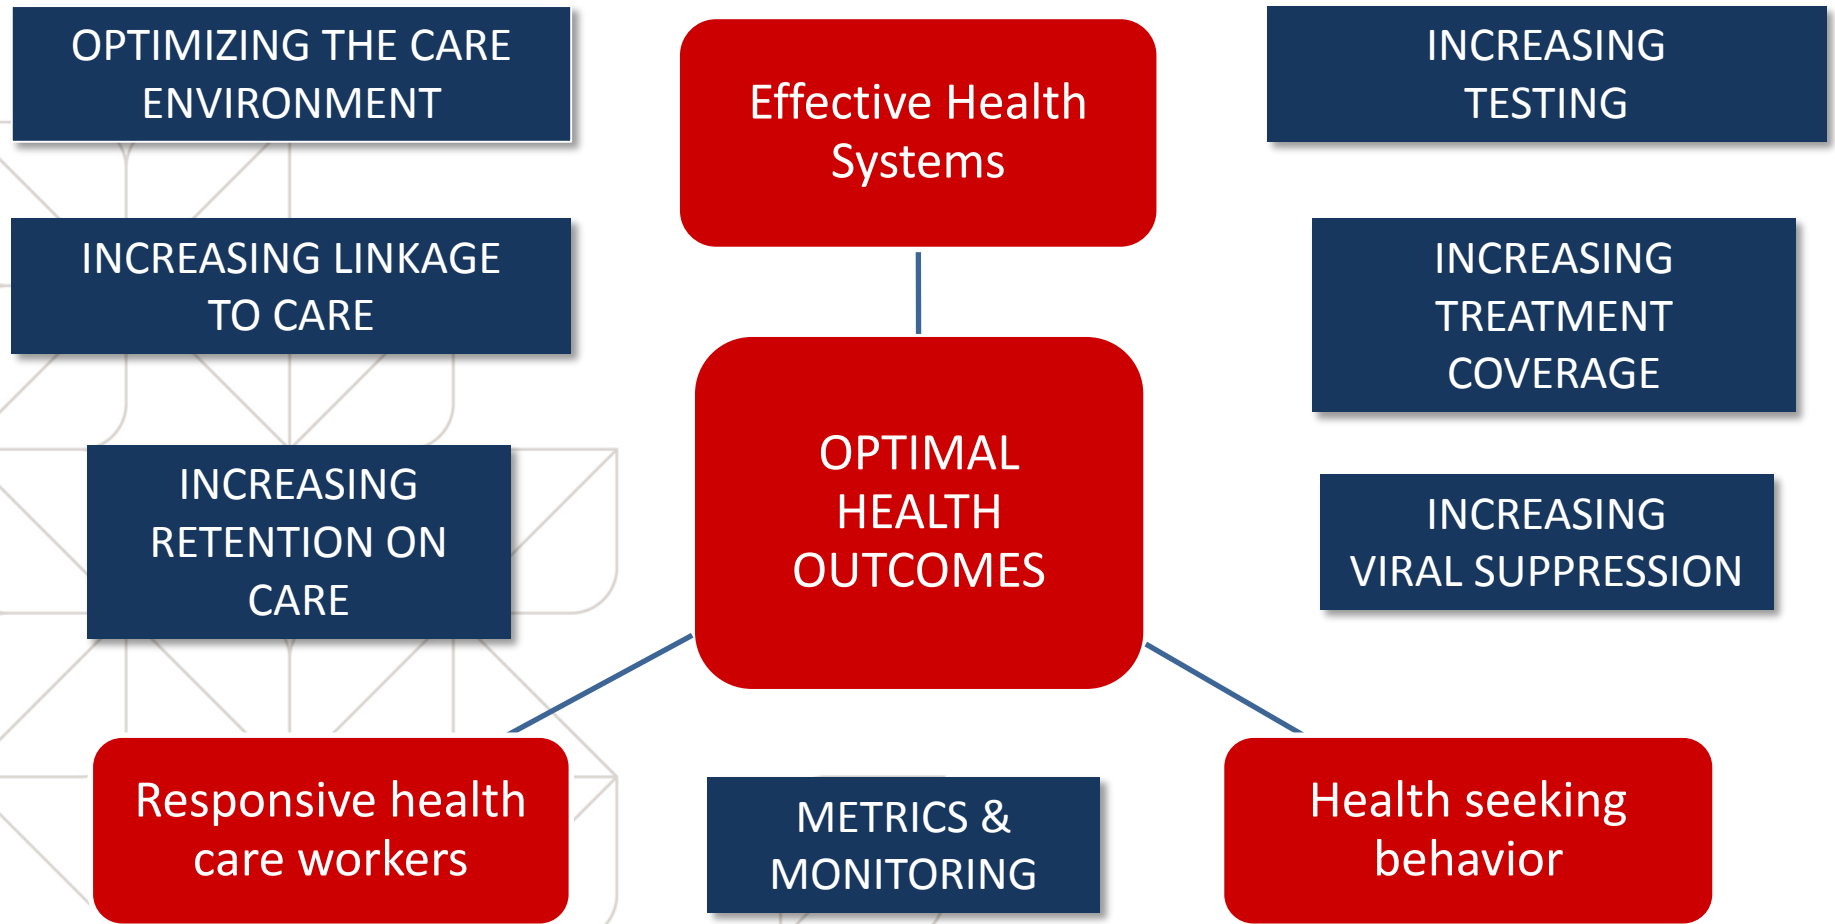 OPTIMIZING THE CARE
ENVIRONMENT
Effective Health
Systems
INCREASING
TESTING
INCREASING LINKAGE
TO CARE
INCREASING
TREATMENT
COVERAGE
INCREASING
RETENTION ON
CARE
OPTIMAL
HEALTH
OUTCOMES
INCREASING
VIRAL SUPPRESSION
Responsive health
care workers
METRICS &
MONITORING
Health seeking
behavior